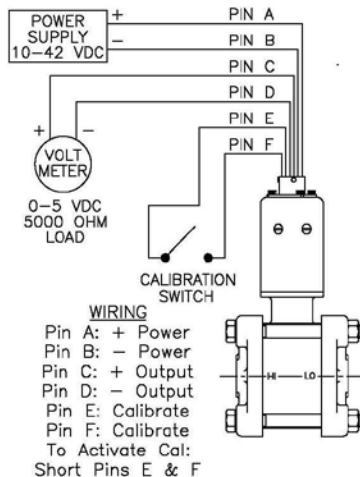 POWER
SUPPLY
10-42 VDC
+
-
PIN A
PIN B
PIN C
PIN D
PIN E
PIN F
+
-
VOLT
METER
0-5 VDC
5000 OHM
LOAD
CALIBRATION
SWITCH
WIRING
Pin A: + Power
Pin B: - Power
Pin C: + Output
Pin D: - Output
Pin E: Calibrate
Pin F: Calibrate
To Activate Cal:
Short Pins E & F
HI LO